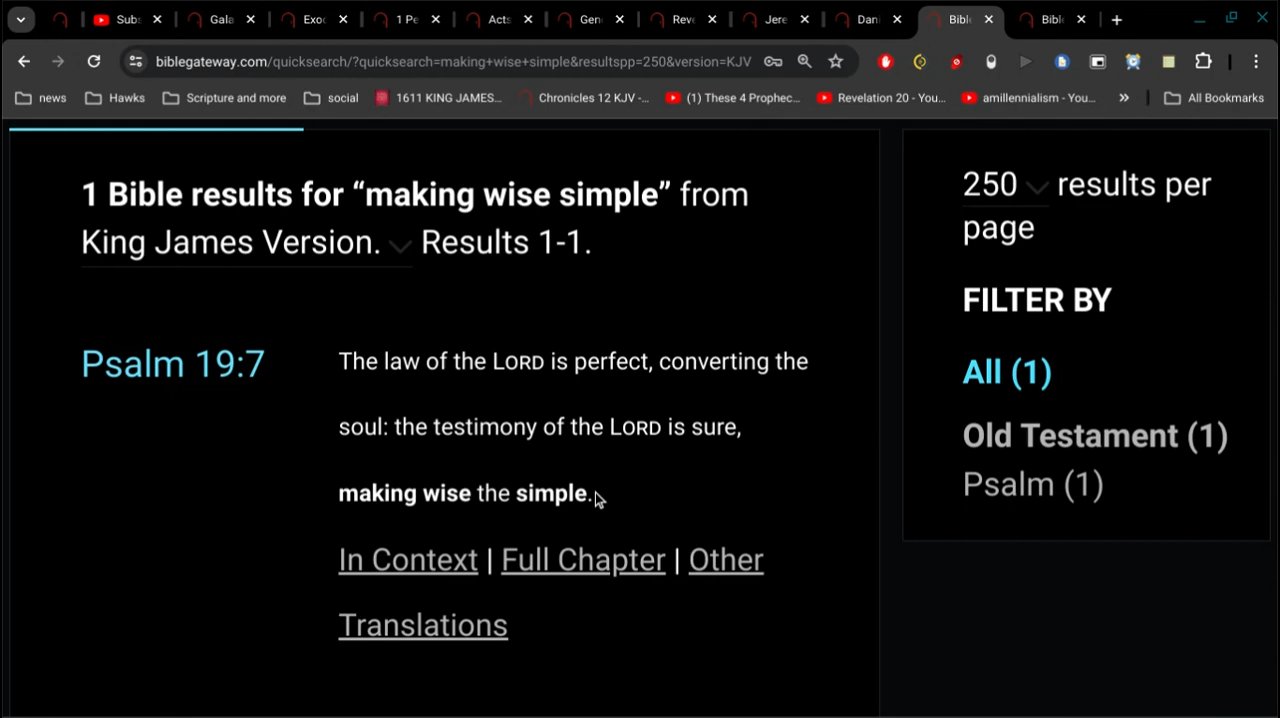 Subs
Gala
Exo
1 Pe
Acts
Gen
Reve
Jere
Dani
Bibl
Bibl
biblegateway.com/quicksearch/?quicksearch=making+wise+simple&resultspp=250&version=KJV
news
Hawks
Scripture and more
social
1611 KING JAMES...
Chronicles 12 KJV -...
(1) These 4 Prophec...
Revelation 20 - You...
amillennialism - You...
»
All Bookmarks
1 Bible results for “making wise simple” from
King James Version. Results 1-1.
Psalm 19:7
The law of the LORD is perfect, converting the
soul: the testimony of the LORD is sure,
making wise the simple.
In Context | Full Chapter | Other
Translations
250 results per
page
FILTER BY
All (1)
Old Testament (1)
Psalm (1)